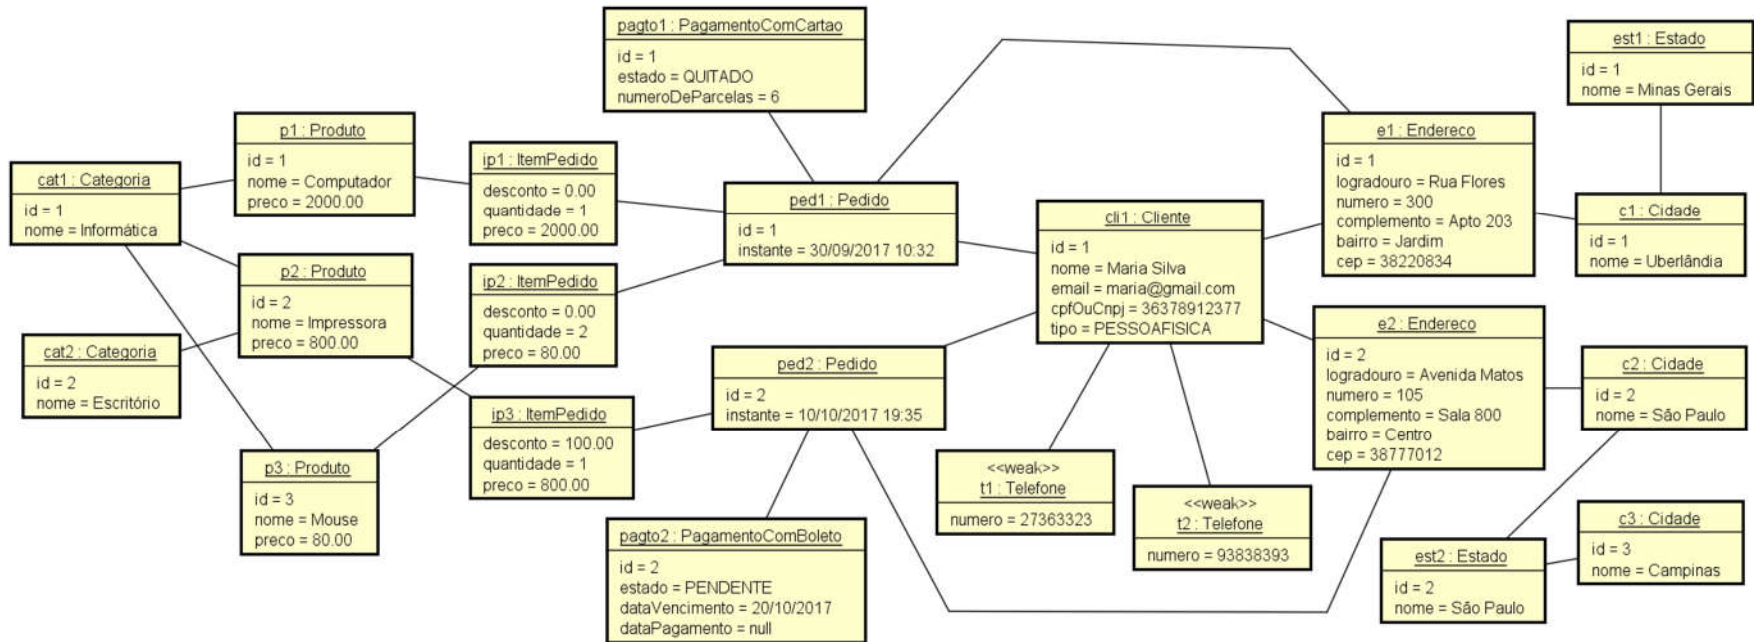 pagto1 : PagamentoComCartao
id = 1
estado = QUITADO
numeroDeParcelas = 6
est1 : Estado
id = 1
nome = Minas Gerais
p1 : Produto
id = 1
nome = Computador
preco = 2000.00
ip1 : ItemPedido
desconto = 0.00
quantidade = 1
preco = 2000.00
e1 : Endereco
id = 1
logradouro = Rua Flores
numero = 300
complemento = Apto 203
bairro = Jardim
cep = 38220834
cat1 : Categoria
id = 1
nome = Informática
ped1 : Pedido
id = 1
instante = 30/09/2017 10:32
cli1 : Cliente
id = 1
nome = Maria Silva
email = maria@gmail.com
cpfOuCnpj = 36378912377
tipo = PESSOAFISICA
c1 : Cidade
id = 1
nome = Uberlândia
p2 : Produto
id = 2
nome = Impressora
preco = 800.00
ip2 : ItemPedido
desconto = 0.00
quantidade = 2
preco = 80.00
e2 : Endereco
id = 2
logradouro = Avenida Matos
numero = 105
complemento = Sala 800
bairro = Centro
cep = 38777012
cat2 : Categoria
id = 2
nome = Escritório
ped2 : Pedido
id = 2
instante = 10/10/2017 19:35
c2 : Cidade
id = 2
nome = São Paulo
ip3 : ItemPedido
desconto = 100.00
quantidade = 1
preco = 800.00
p3 : Produto
id = 3
nome = Mouse
preco = 80.00
<<weak>>
t1 : Telefone
numero = 27363323
<<weak>>
t2 : Telefone
numero = 93838393
c3 : Cidade
id = 3
nome = Campinas
pagto2 : PagamentoComBoleto
id = 2
estado = PENDENTE
dataVencimento = 20/10/2017
dataPagamento = null
est2 : Estado
id = 2
nome = São Paulo